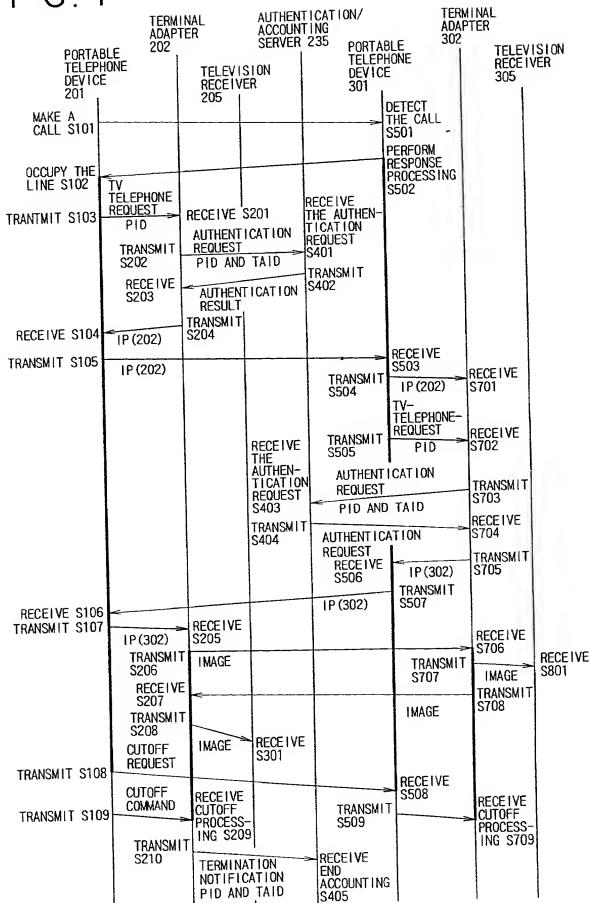 PORTABLE
TELEPHONE
DEVICE
201
TERMINAL
ADAPTER
202
TELEVISION
RECEIVER
205
AUTHENTICATION/
ACCOUNTING
SERVER 235
PORTABLE
TELEPHONE
DEVICE
301
TERMINAL
ADAPTER
302
TELEVISION
RECEIVER
305
MAKE A
CALL S101
DETECT
THE CALL
S501
PERFORM
RESPONSE
PROCESSING
S502
OCCUPY THE
LINE S102
TV
TELEPHONE
REQUEST
PID
TRANTMIT S103
RECEIVE S201
RECEIVE
THE AUTHEN-
TICATION
REQUEST
S401
TRANSMIT
S202
AUTHENTICATION
REQUEST
PID AND TAID
RECEIVE
S203
AUTHENTICATION
RESULT
TRANSMIT
S402
RECEIVE S104
TRANSMIT
S204
IP(202)
TRANSMIT S105
IP(202)
RECEIVE
S503
TRANSMIT
S504
IP(202)
RECEIVE
S701
TV-
TELEPHONE-
REQUEST
PID
TRANSMIT
S505
RECEIVE
S702
RECEIVE
THE
AUTHEN-
TICATION
REQUEST
S403
AUTHENTICATION
REQUEST
PID AND TAID
TRANSMIT
S703
TRANSMIT
S404
RECEIVE
S704
AUTHENTICATION
REQUEST
RECEIVE
S506
IP(302)
TRANSMIT
S705
TRANSMIT
S507
IP(302)
RECEIVE S106
TRANSMIT S107
IP(302)
RECEIVE
S205
TRANSMIT
S206
IMAGE
RECEIVE
S706
TRANSMIT
S707
IMAGE
RECEIVE
S801
RECEIVE
S207
IMAGE
TRANSMIT
S708
TRANSMIT
S208
IMAGE
RECEIVE
S301
CUTOFF
REQUEST
TRANSMIT S108
RECEIVE
S508
CUTOFF
COMMAND
TRANSMIT S109
RECEIVE
CUTOFF
PROCESS-
ING S209
TRANSMIT
S509
RECEIVE
CUTOFF
PROCESS-
ING S709
TRANSMIT
S210
TERMINATION
NOTIFICATION
PID AND TAID
RECEIVE
END
ACCOUNTING
S405